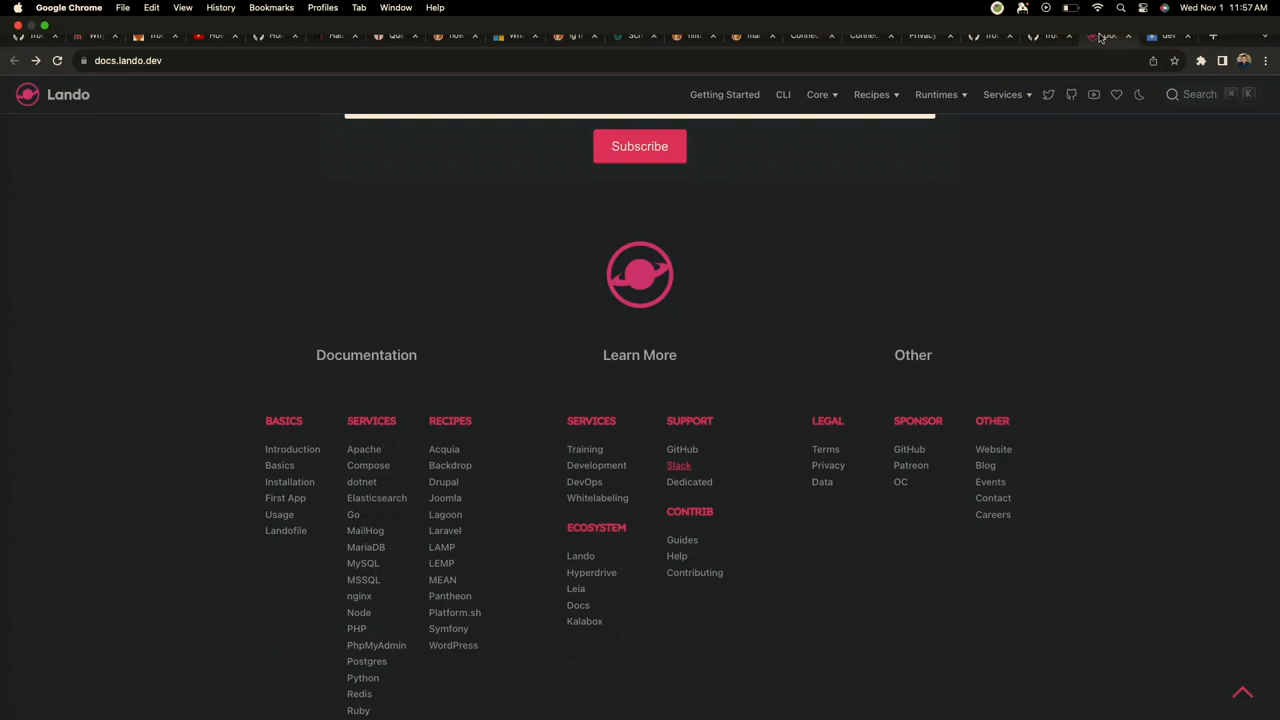 Google Chrome File Edit View History Bookmarks Profiles Tab Window Help
Wed Nov 1 11:57 AM
docs.lando.dev
Lando
Getting Started CLI Core Recipes Runtimes Services Search ⌘ K
Subscribe
Documentation
BASICS
Introduction
Basics
Installation
First App
Usage
Landofile
SERVICES
Apache
Compose
dotnet
Elasticsearch
Go
MailHog
MariaDB
MySQL
MSSQL
nginx
Node
PHP
PhpMyAdmin
Postgres
Python
Redis
Ruby
RECIPES
Acquia
Backdrop
Drupal
Joomla
Lagoon
Laravel
LAMP
LEMP
MEAN
Pantheon
Platform.sh
Symfony
WordPress
Learn More
SERVICES
Training
Development
DevOps
Whitelabeling
ECOSYSTEM
Lando
Hyperdrive
Leia
Docs
Kalabox
SUPPORT
GitHub
Slack
Dedicated
CONTRIB
Guides
Help
Contributing
Other
LEGAL
Terms
Privacy
Data
SPONSOR
GitHub
Patreon
OC
OTHER
Website
Blog
Events
Contact
Careers